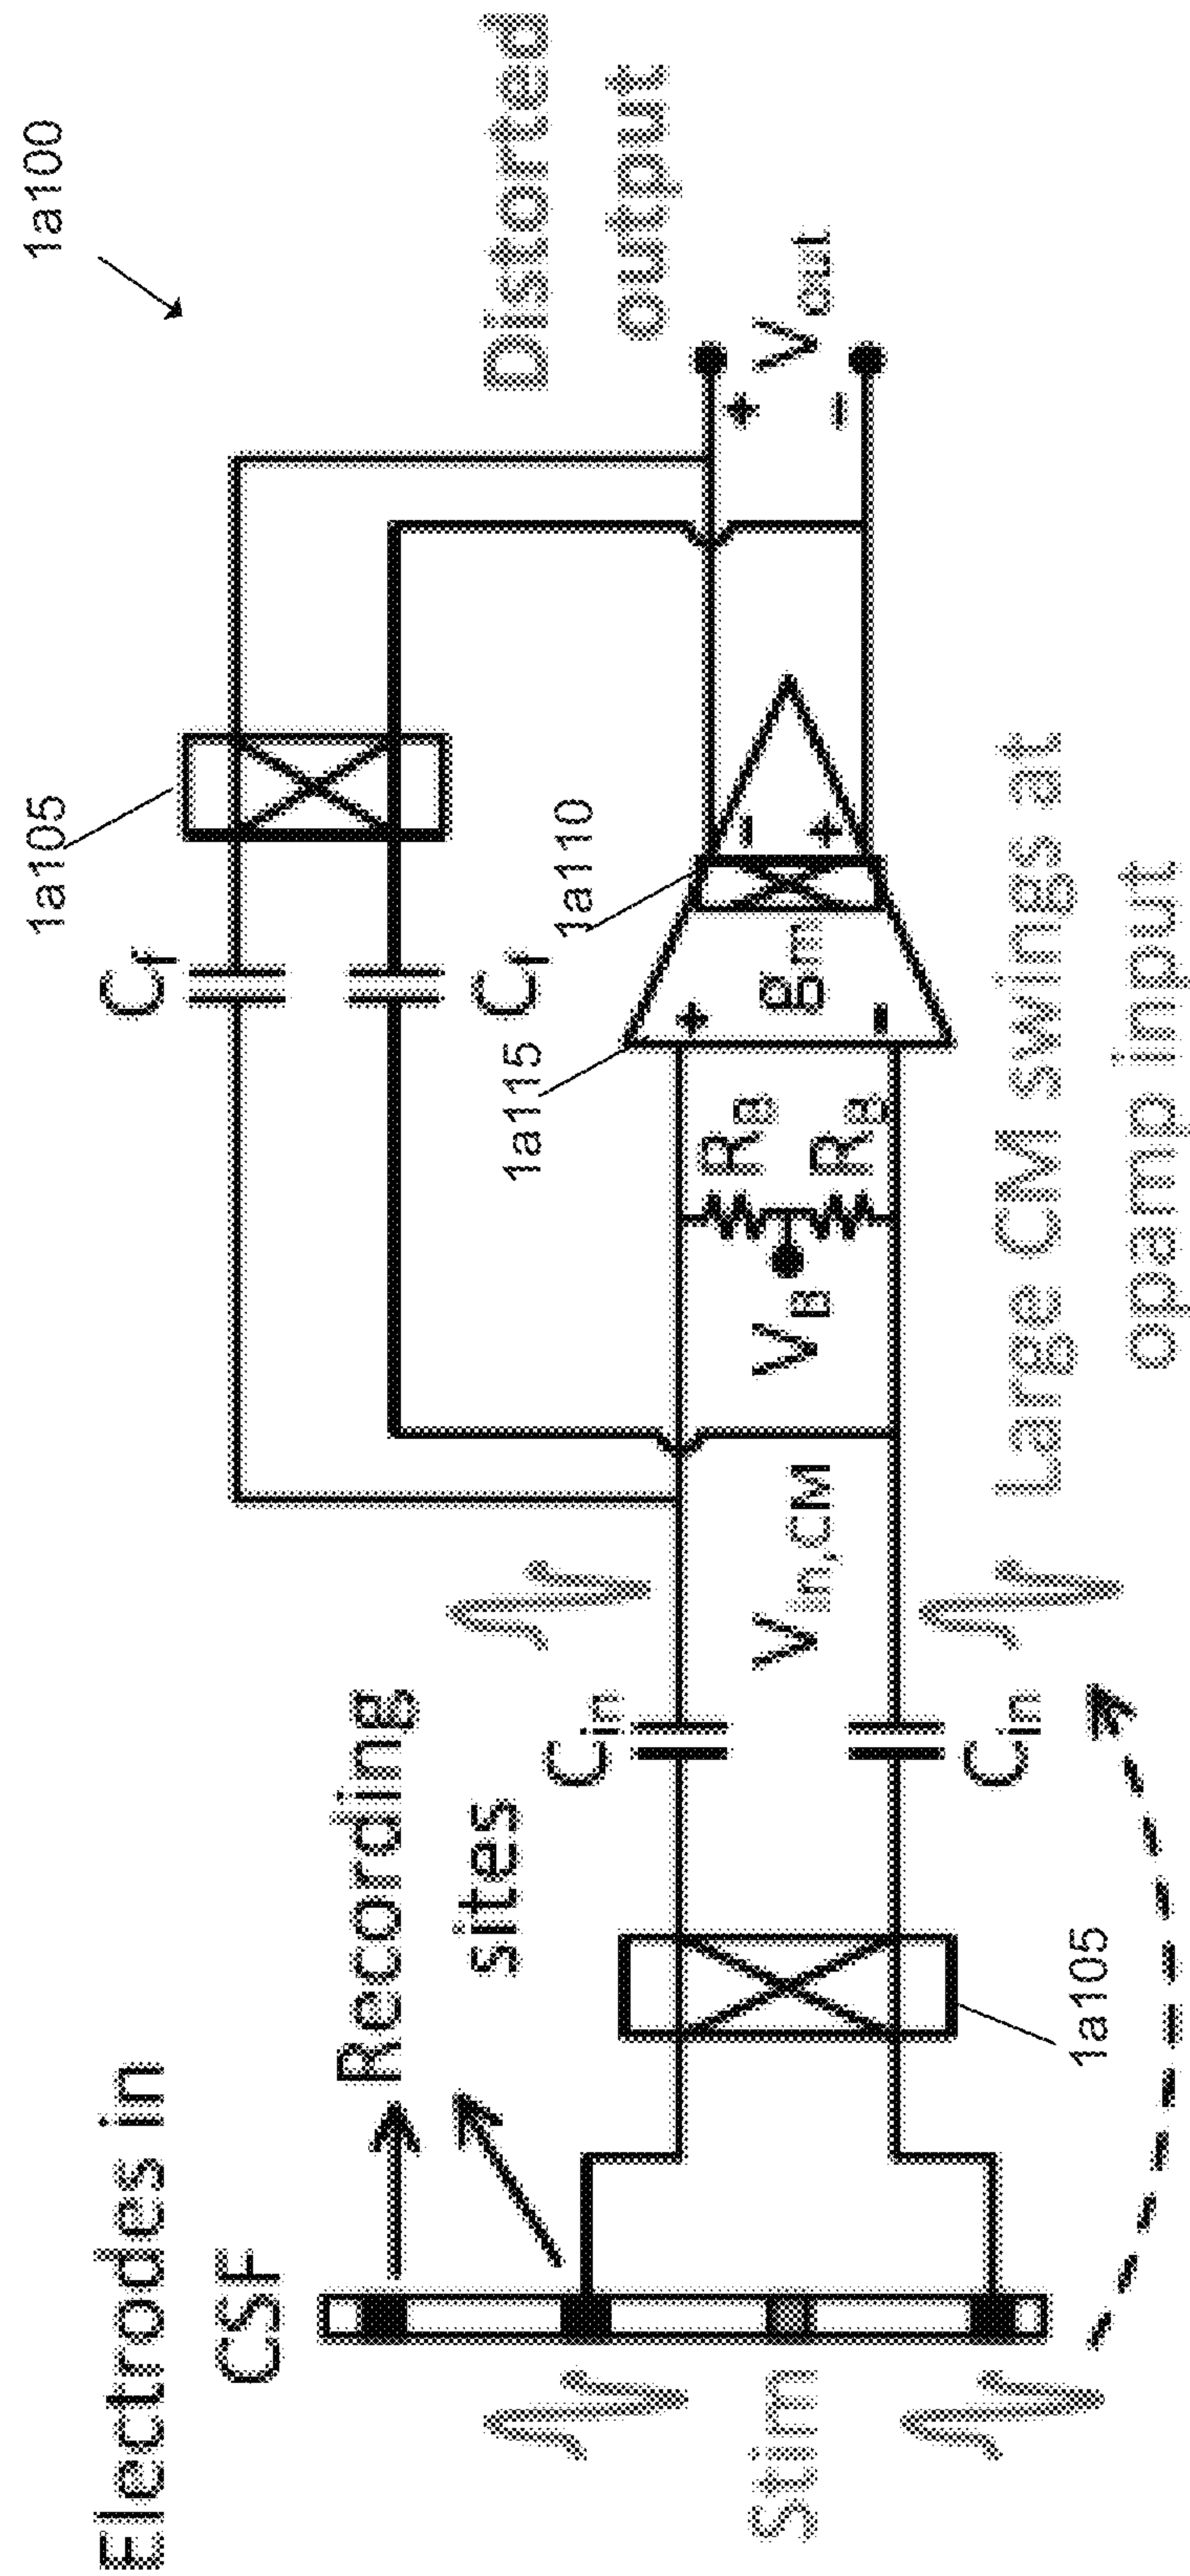 1a100
Electrodes in
CSF
Recording
sites
Stim
1a105
C_in
C_in
V_in,CM
C_f
C_f
1a105
1a110
1a115
V_B
R_B
R_B
+
-
g_m
-
+
+
-
V_out
Distorted
output
Large CM swings at
opamp input